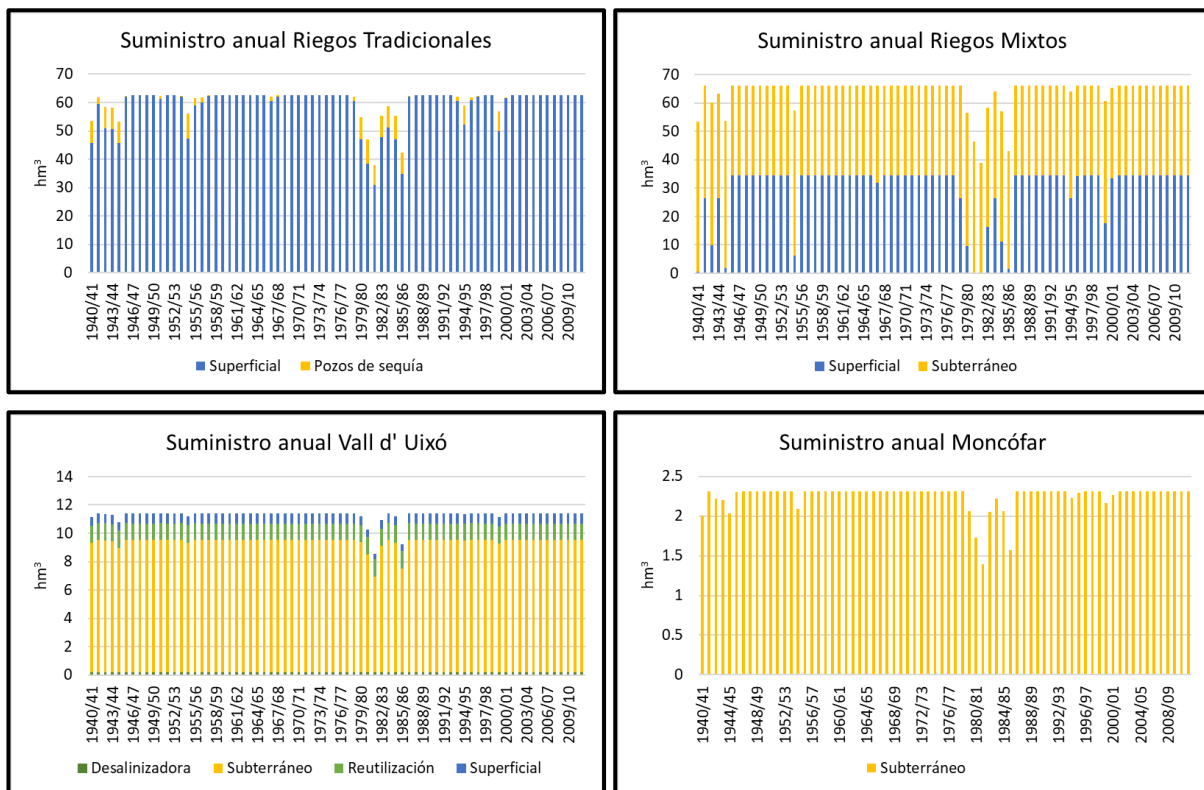 Suministro anual Riegos Tradicionales
70
60
50
40
30
20
10
0
hm³
1940/41 1943/44 1946/47 1949/50 1952/53 1955/56 1958/59 1961/62 1964/65 1967/68 1970/71 1973/74 1976/77 1979/80 1982/83 1985/86 1988/89 1991/92 1994/95 1997/98 2000/01 2003/04 2006/07 2009/10
Superficial Pozos de sequía
Suministro anual Riegos Mixtos
70
60
50
40
30
20
10
0
hm³
1940/41 1943/44 1946/47 1949/50 1952/53 1955/56 1958/59 1961/62 1964/65 1967/68 1970/71 1973/74 1976/77 1979/80 1982/83 1985/86 1988/89 1991/92 1994/95 1997/98 2000/01 2003/04 2006/07 2009/10
Superficial Subterráneo
Suministro anual Vall d' Uixó
14
12
10
8
6
4
2
0
hm³
1940/41 1943/44 1946/47 1949/50 1952/53 1955/56 1958/59 1961/62 1964/65 1967/68 1970/71 1973/74 1976/77 1979/80 1982/83 1985/86 1988/89 1991/92 1994/95 1997/98 2000/01 2003/04 2006/07 2009/10
Desalinizadora Subterráneo Reutilización Superficial
Suministro anual Moncófar
2.5
2
1.5
1
0.5
0
hm³
1940/41 1944/45 1948/49 1952/53 1956/57 1960/61 1964/65 1968/69 1972/73 1976/77 1980/81 1984/85 1988/89 1992/93 1996/97 2000/01 2004/05 2008/09
Subterráneo